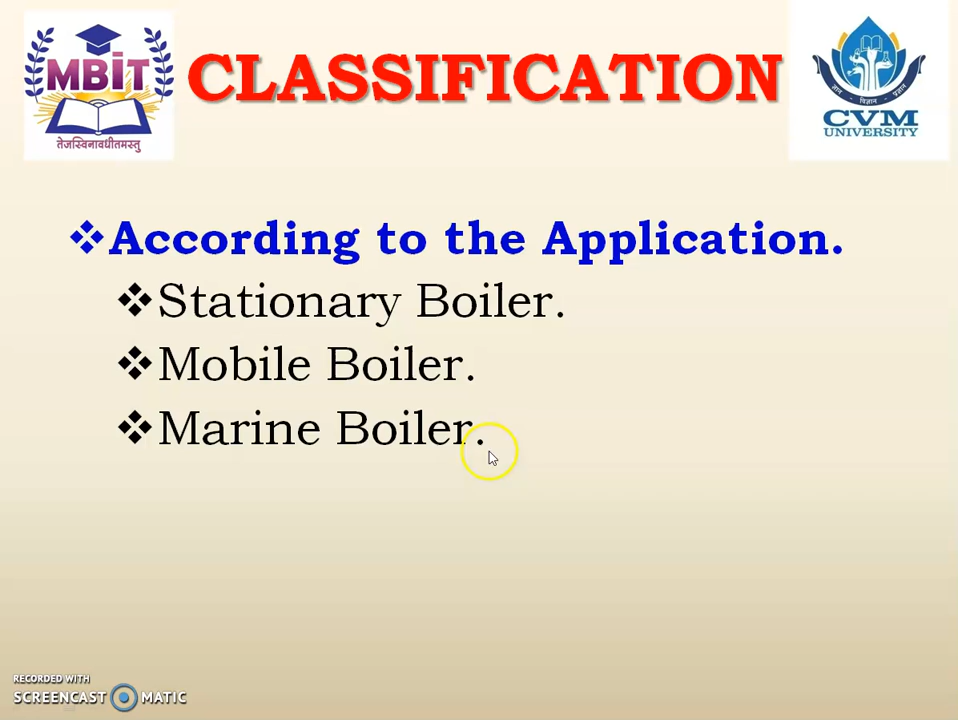 MBIT
तेजस्विनावधीतमस्तु
CLASSIFICATION
ज्ञान - विज्ञान - प्रज्ञान
CVM
UNIVERSITY
❖According to the Application.
❖Stationary Boiler.
❖Mobile Boiler.
❖Marine Boiler.
RECORDED WITH
SCREENCAST MATIC